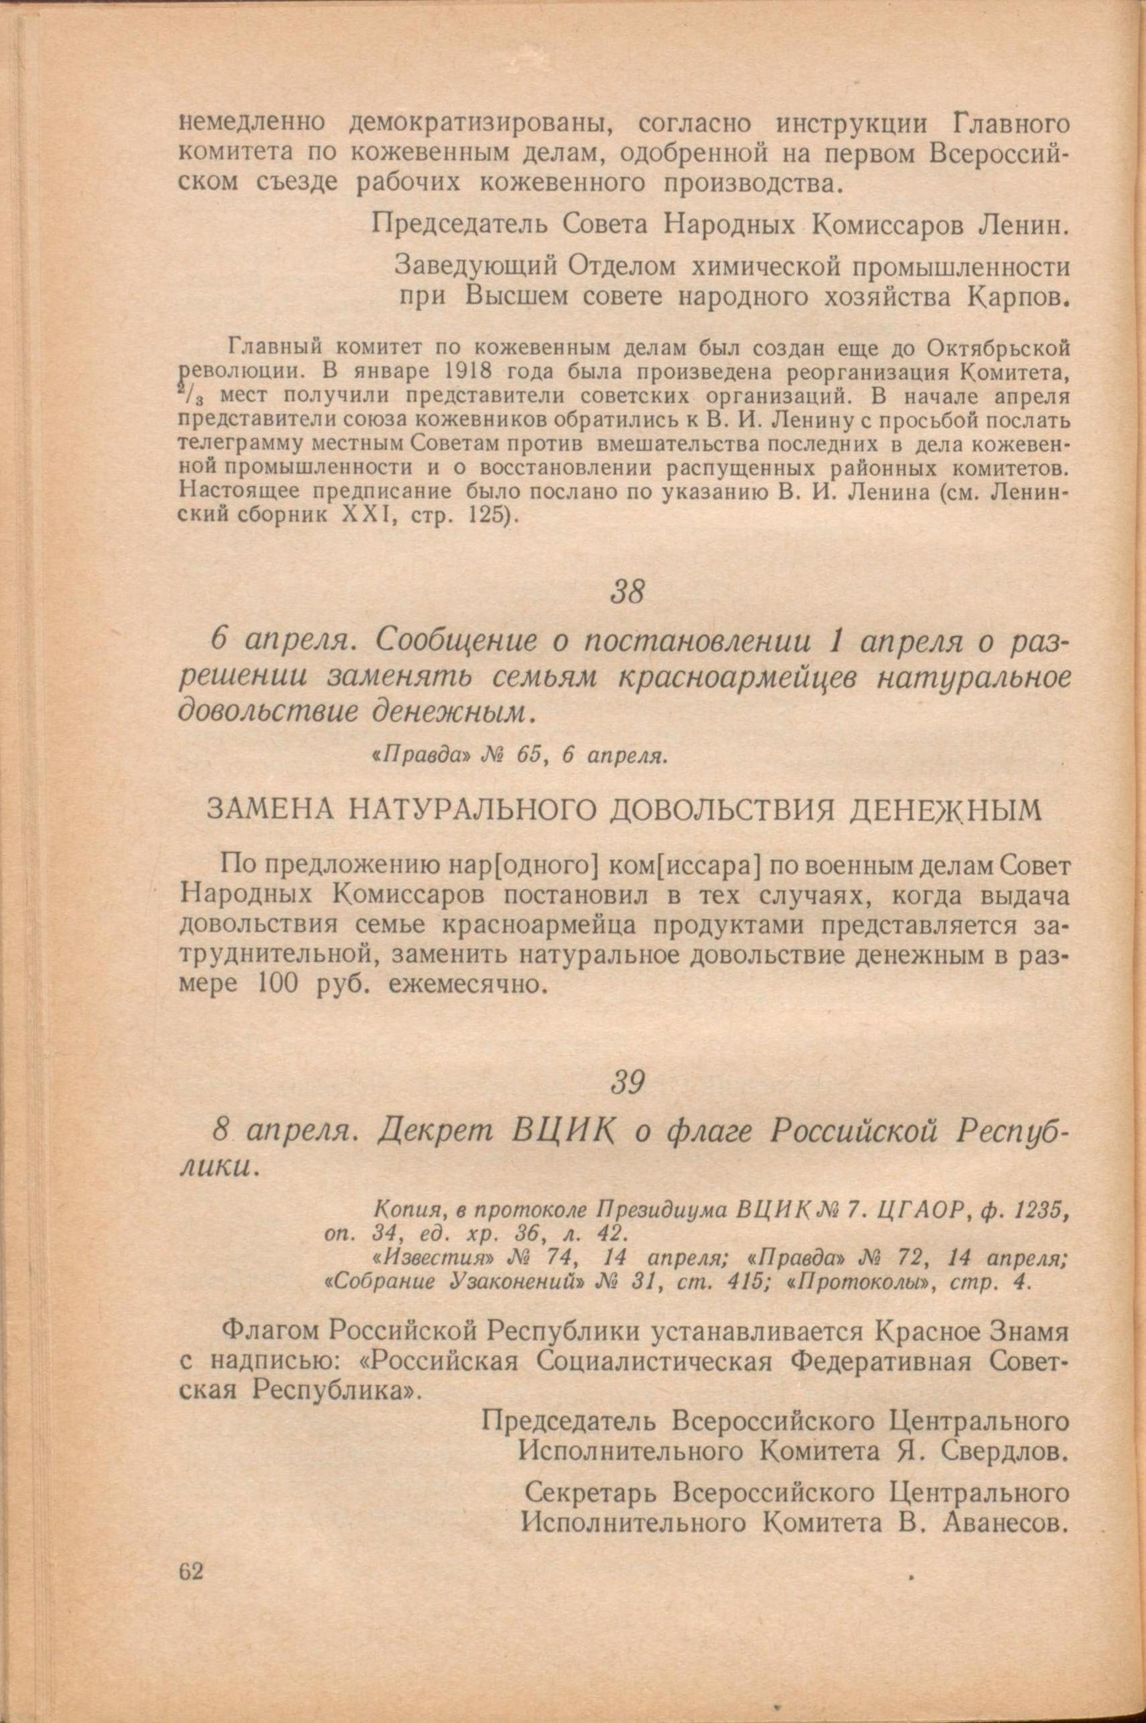 немедленно демократизированы, согласно инструкции Главного
комитета по кожевенным делам, одобренной на первом Всероссий-
ском съезде рабочих кожевенного производства.
Председатель Совета Народных Комиссаров Ленин.
Заведующий Отделом химической промышленности
при Высшем совете народного хозяйства Карпов.
Главный комитет по кожевенным делам был создан еще до Октябрьской
революции. В январе 1918 года была произведена реорганизация Комитета,
2/3 мест получили представители советских организаций. В начале апреля
представители союза кожевников обратились к В. И. Ленину с просьбой послать
телеграмму местным Советам против вмешательства последних в дела кожевен-
ной промышленности и о восстановлении распущенных районных комитетов.
Настоящее предписание было послано по указанию В. И. Ленина (см. Ленин-
ский сборник XXI, стр. 125).
38
6 апреля. Сообщение о постановлении 1 апреля о раз-
решении заменять семьям красноармейцев натуральное
довольствие денежным.
«Правда» № 65, 6 апреля.
ЗАМЕНА НАТУРАЛЬНОГО ДОВОЛЬСТВИЯ ДЕНЕЖНЫМ
По предложению нар[одного] ком[иссара] по военным делам Совет
Народных Комиссаров постановил в тех случаях, когда выдача
довольствия семье красноармейца продуктами представляется за-
труднительной, заменить натуральное довольствие денежным в раз-
мере 100 руб. ежемесячно.
39
8 апреля. Декрет ВЦИК о флаге Российской Респуб-
лики.
Копия, в протоколе Президиума ВЦИК № 7. ЦГАОР, ф. 1235,
оп. 34, ед. хр. 36, л. 42.
«Известия» № 74, 14 апреля; «Правда» № 72, 14 апреля;
«Собрание Узаконений» № 31, ст. 415; «Протоколы», стр. 4.
Флагом Российской Республики устанавливается Красное Знамя
с надписью: «Российская Социалистическая Федеративная Совет-
ская Республика».
Председатель Всероссийского Центрального
Исполнительного Комитета Я. Свердлов.
Секретарь Всероссийского Центрального
Исполнительного Комитета В. Аванесов.
62